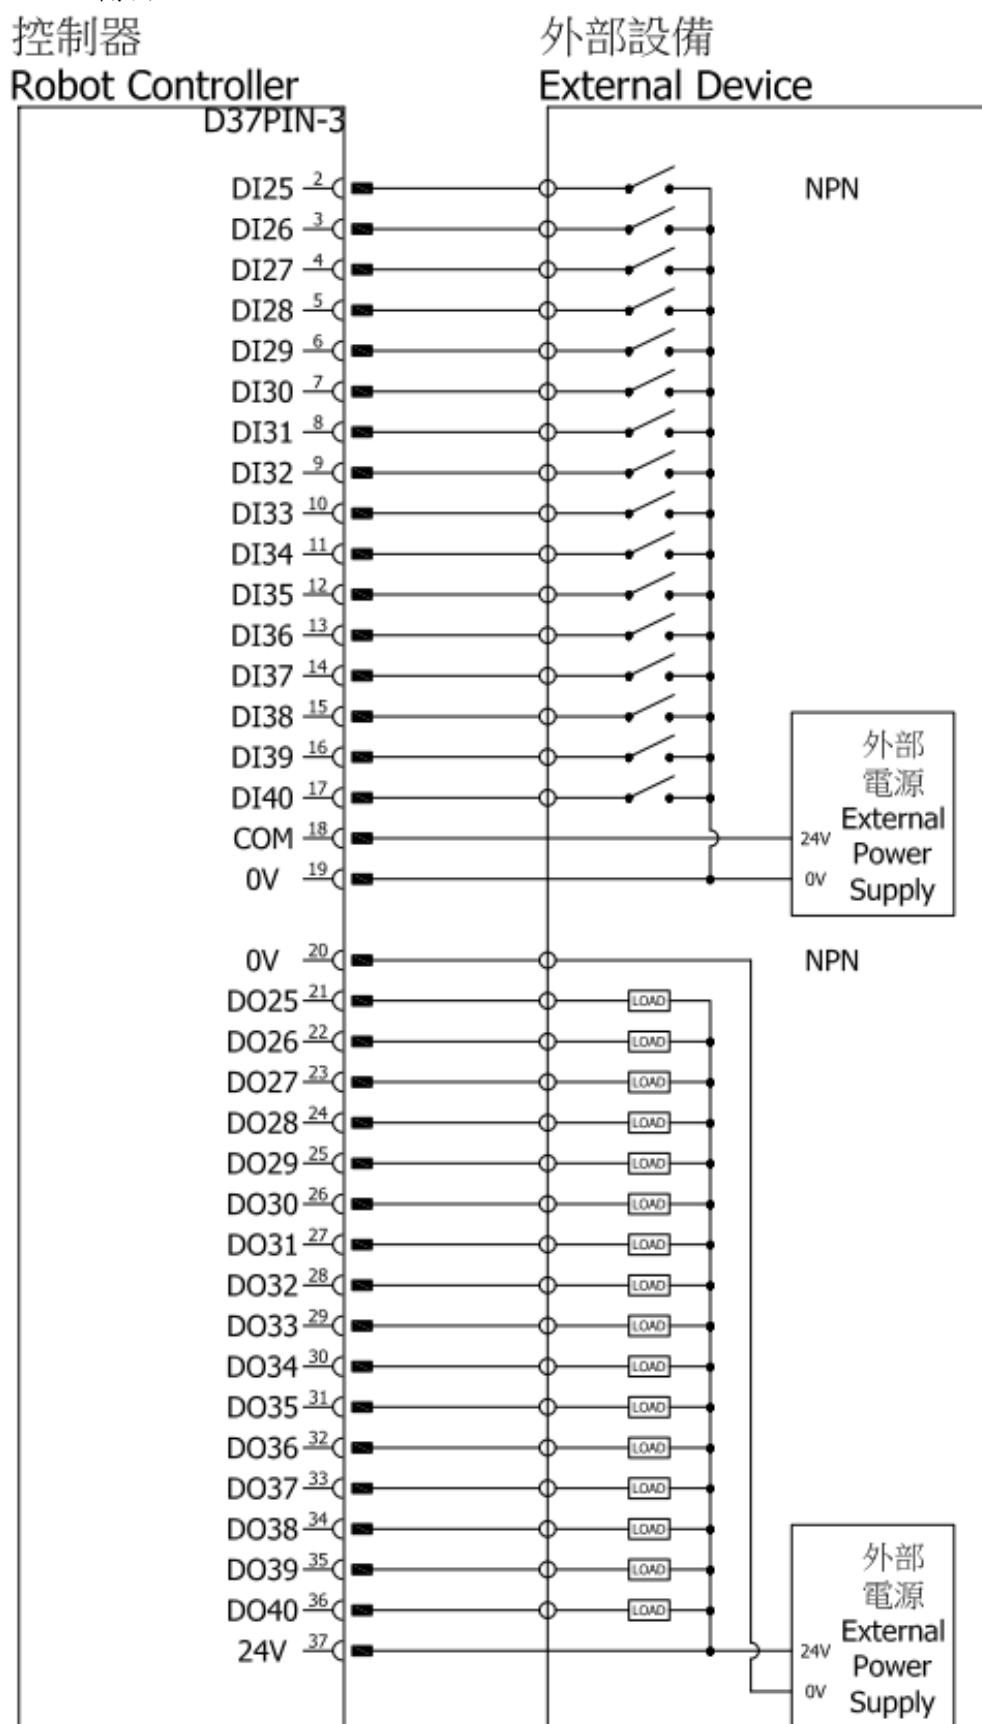 控制器
外部設備
Robot Controller
External Device
D37PIN-3
DI25 2
NPN
DI26 3
DI27 4
DI28 5
DI29 6
DI30 7
DI31 8
DI32 9
DI33 10
DI34 11
DI35 12
DI36 13
DI37 14
DI38 15
DI39 16
DI40 17
COM 18
0V 19
外部
電源
External
Power
Supply
24V
0V
0V 20
NPN
DO25 21 LOAD
DO26 22 LOAD
DO27 23 LOAD
DO28 24 LOAD
DO29 25 LOAD
DO30 26 LOAD
DO31 27 LOAD
DO32 28 LOAD
DO33 29 LOAD
DO34 30 LOAD
DO35 31 LOAD
DO36 32 LOAD
DO37 33 LOAD
DO38 34 LOAD
DO39 35 LOAD
DO40 36 LOAD
24V 37
外部
電源
External
Power
Supply
24V
0V